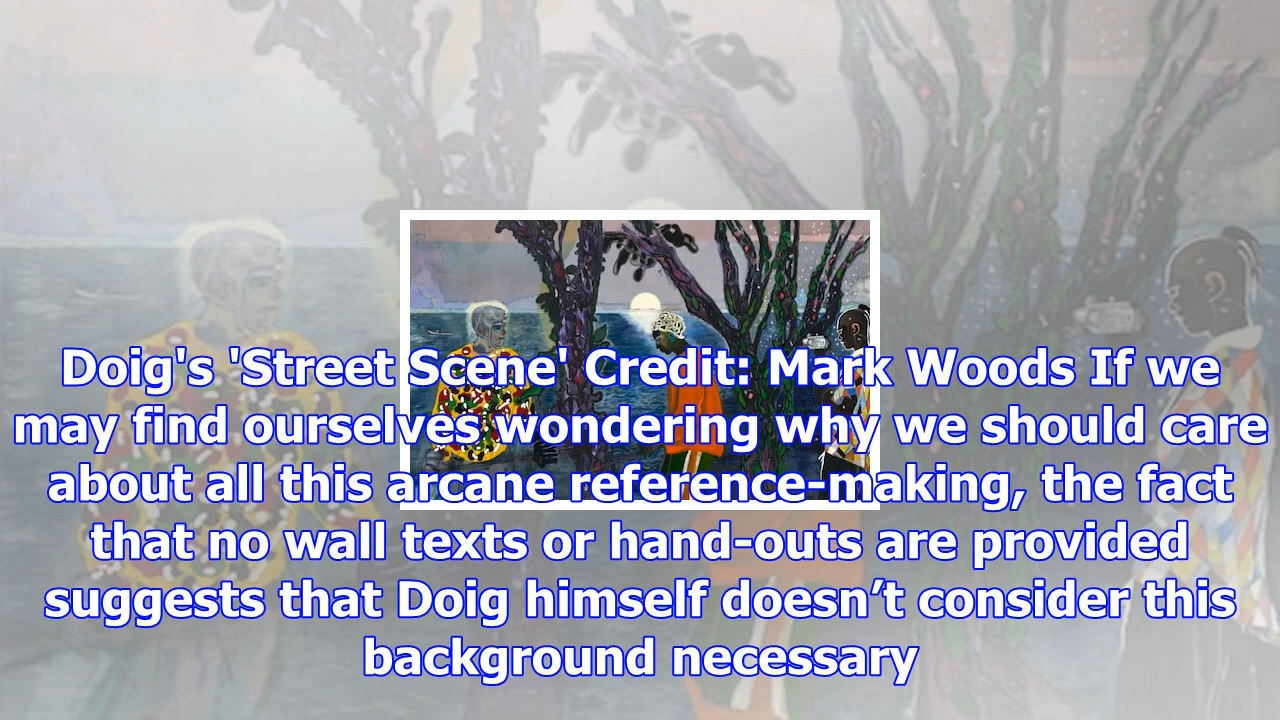 Doig's 'Street Scene' Credit: Mark Woods If we
may find ourselves wondering why we should care
about all this arcane reference-making, the fact
that no wall texts or hand-outs are provided
suggests that Doig himself doesn’t consider this
background necessary